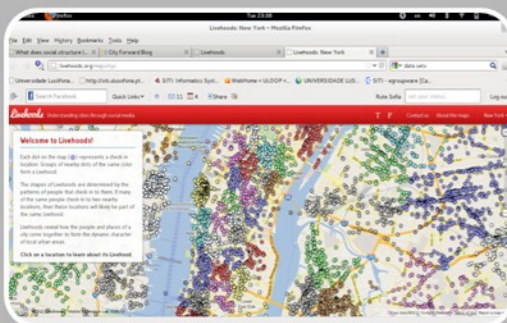 Firefox
Tue 23:38
Livehoods: New York - Mozilla Firefox
File Edit View History Bookmarks Tools Help
What does social structure l...
City Forward Blog
Livehoods
Livehoods: New York
livehoods.org/maps/nyc
data sets
Universidade Lusófona...
SITI Informatics Syst...
WebHome < ULOOP <...
UNIVERSIDADE LUS...
SITI - egroupware [Ca...
Search Facebook
Quick Links
11
4
Share
Rute Sofia
set your status...
Log out
Livehoods
Understanding cities through social media
Contact us
About the maps
New York
Welcome to Livehoods!
Each dot on the map ( ) represents a check-in
location. Groups of nearby dots of the same color
form a Livehood.
The shapes of Livehoods are determined by the
patterns of people that check-in to them. If many
of the same people check-in to two nearby
locations, then these locations will likely be part of
the same Livehood.
Livehoods reveal how the people and places of a
city come together to form the dynamic character
of local urban areas.
Click on a location to learn about its Livehood.